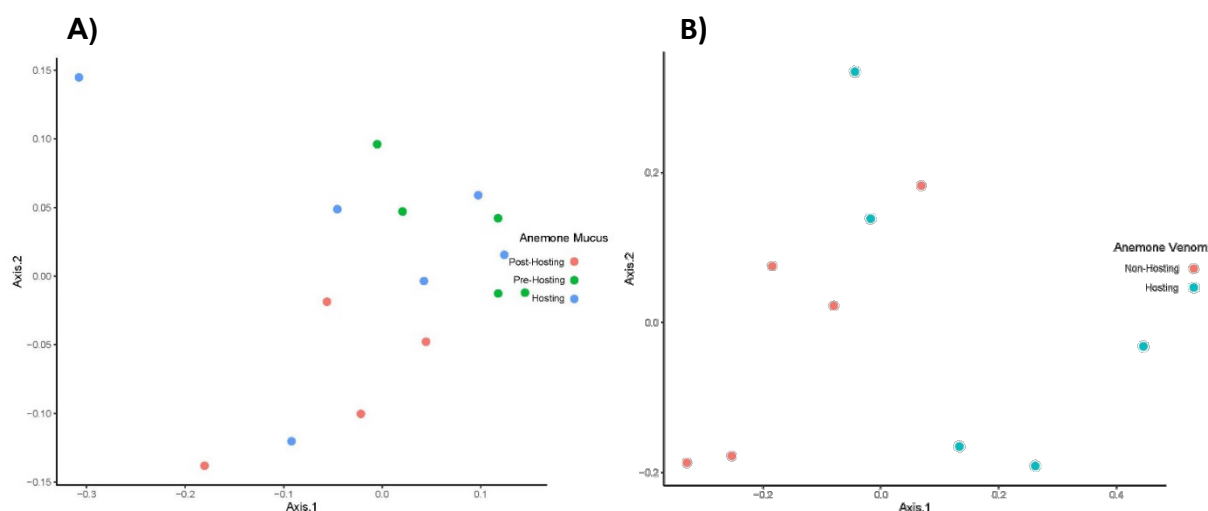 A)
B)
0.15
0.10
0.05
0.00
−0.05
−0.10
−0.15
Axis.2
−0.3
−0.2
−0.1
0.0
0.1
Axis.1
Anemone Mucus
Post-Hosting
Pre-Hosting
Hosting
0.2
0.0
−0.2
Axis.2
−0.2
0.0
0.2
0.4
Axis.1
Anemone Venom
Non-Hosting
Hosting